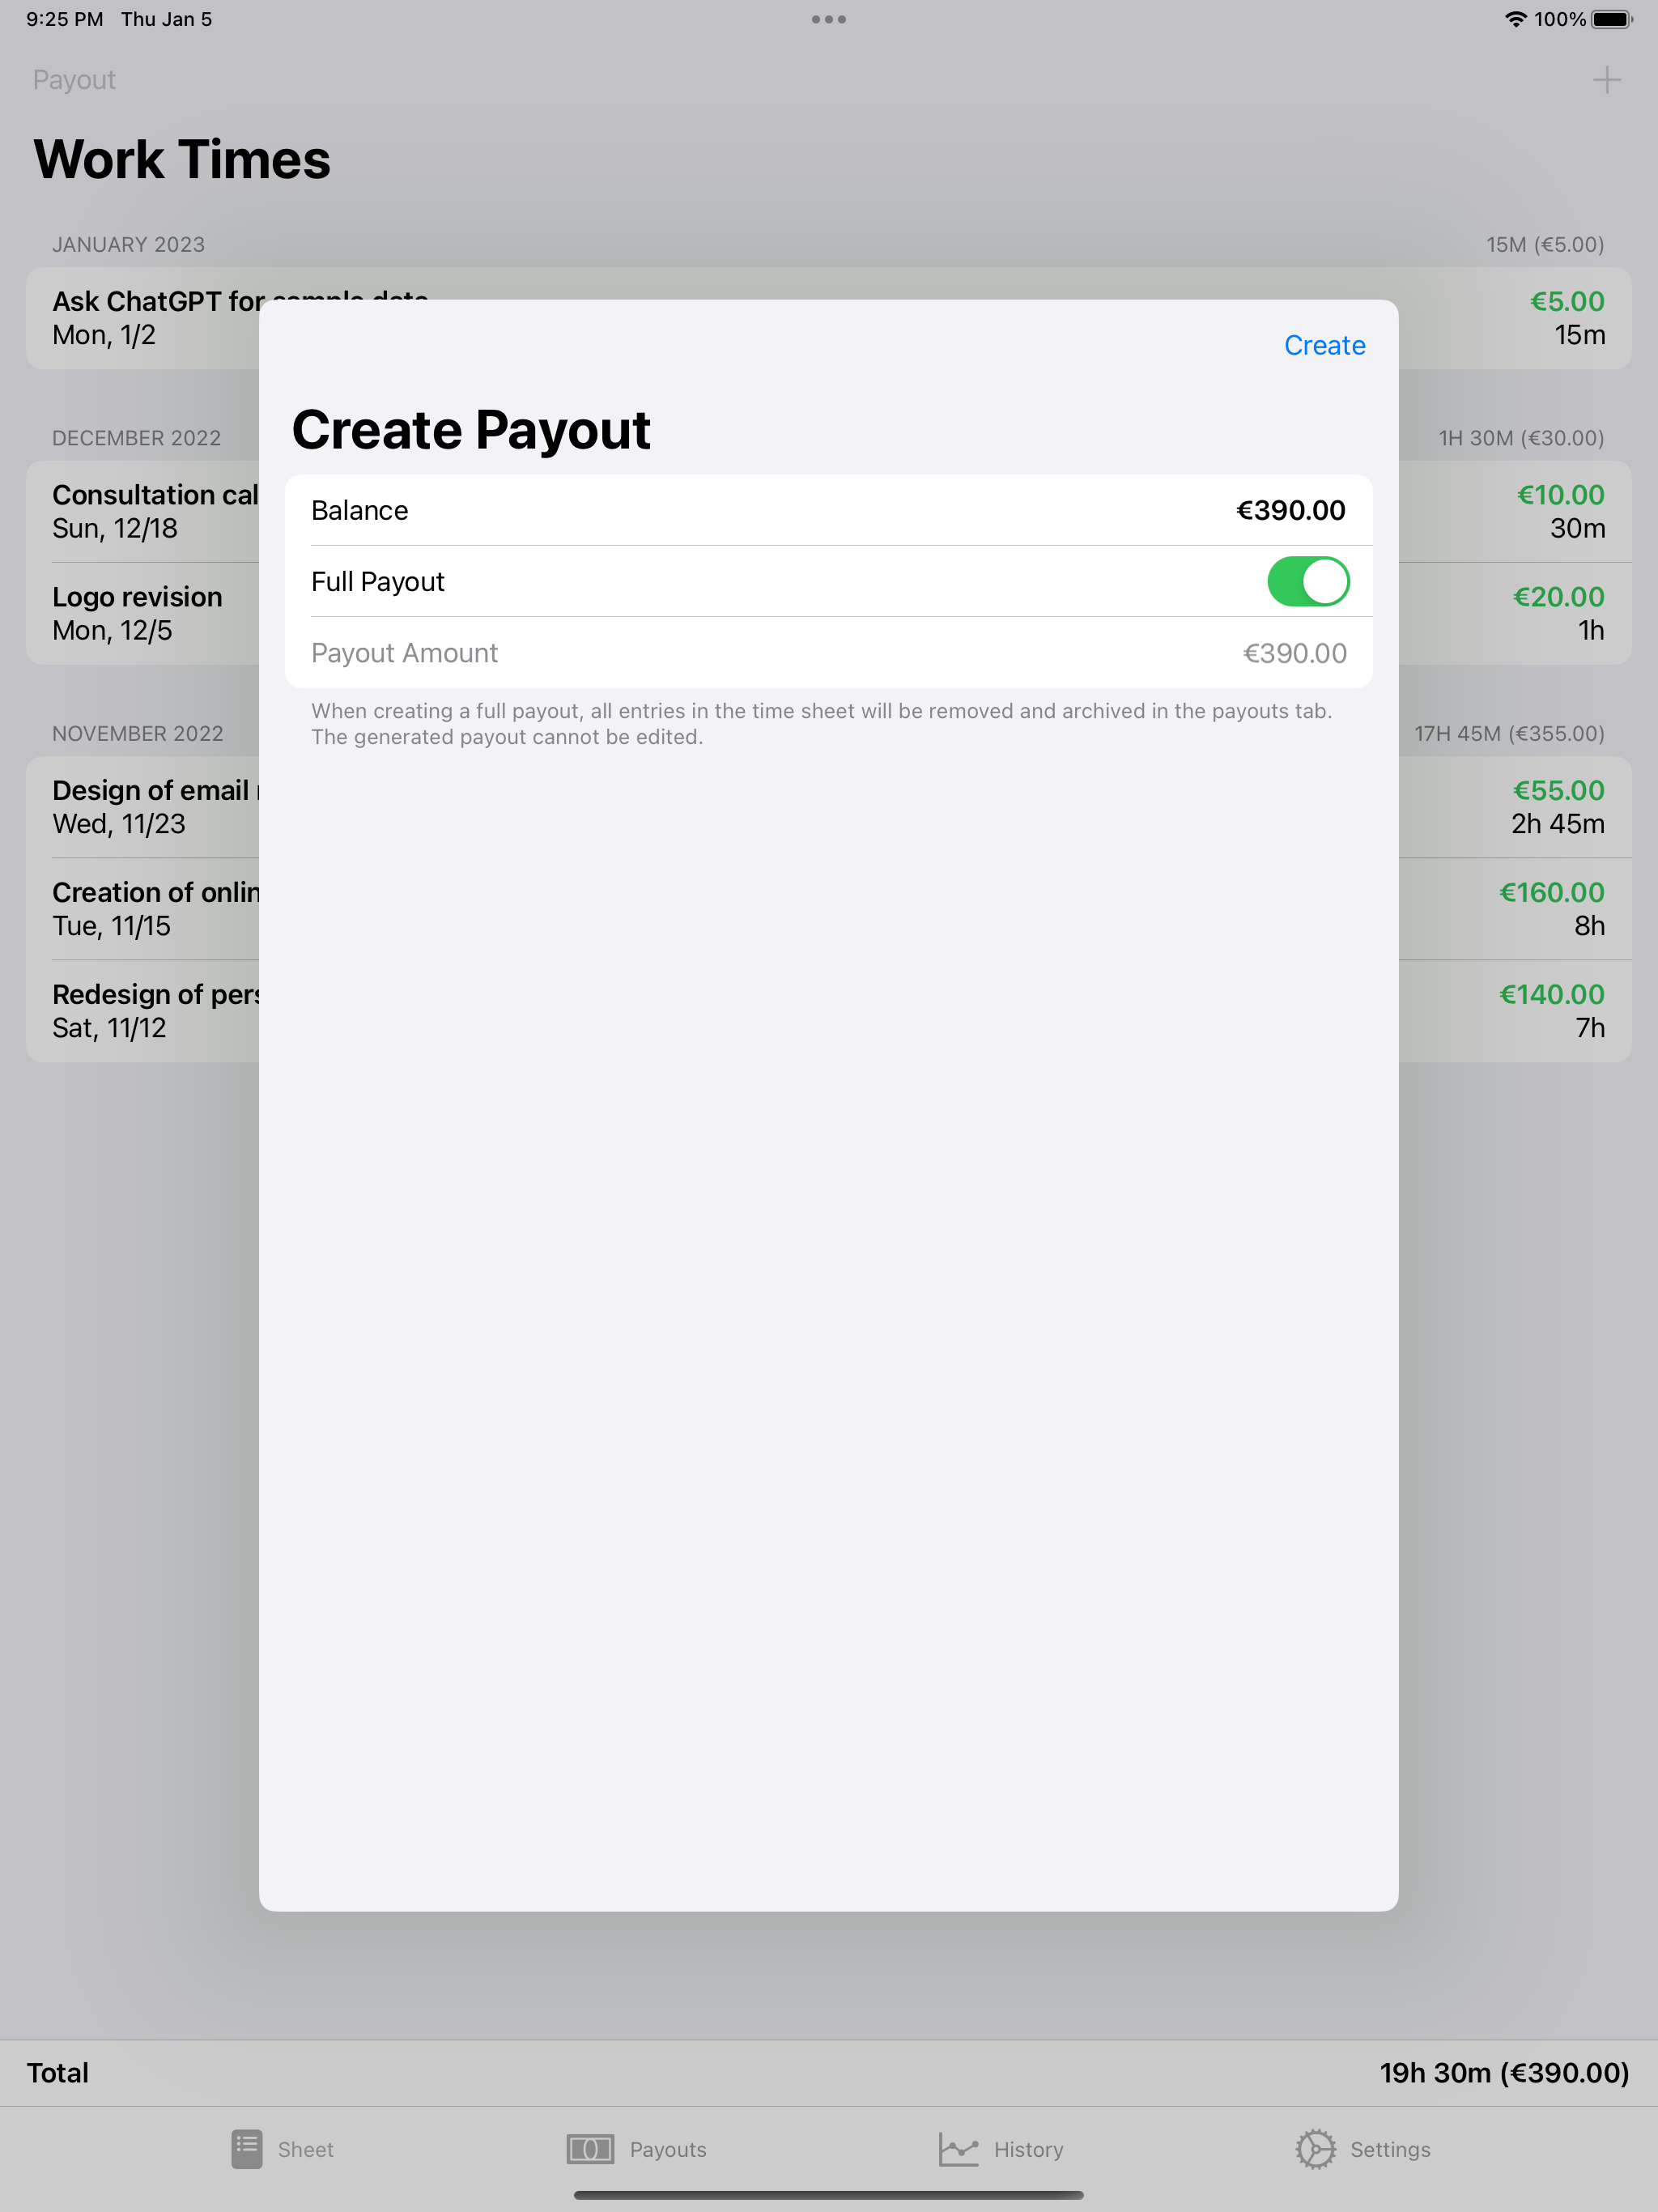 9:25 PM Thu Jan 5
100%
Payout
Work Times
JANUARY 2023
15M (€5.00)
Ask ChatGPT for sample data
€5.00
Mon, 1/2
15m
DECEMBER 2022
1H 30M (€30.00)
Consultation cal
€10.00
Sun, 12/18
30m
Logo revision
€20.00
Mon, 12/5
1h
NOVEMBER 2022
17H 45M (€355.00)
Design of email
€55.00
Wed, 11/23
2h 45m
Creation of onlin
€160.00
Tue, 11/15
8h
Redesign of pers
€140.00
Sat, 11/12
7h
Create
Create Payout
Balance
€390.00
Full Payout
Payout Amount
€390.00
When creating a full payout, all entries in the time sheet will be removed and archived in the payouts tab.
The generated payout cannot be edited.
Total
19h 30m (€390.00)
Sheet
Payouts
History
Settings